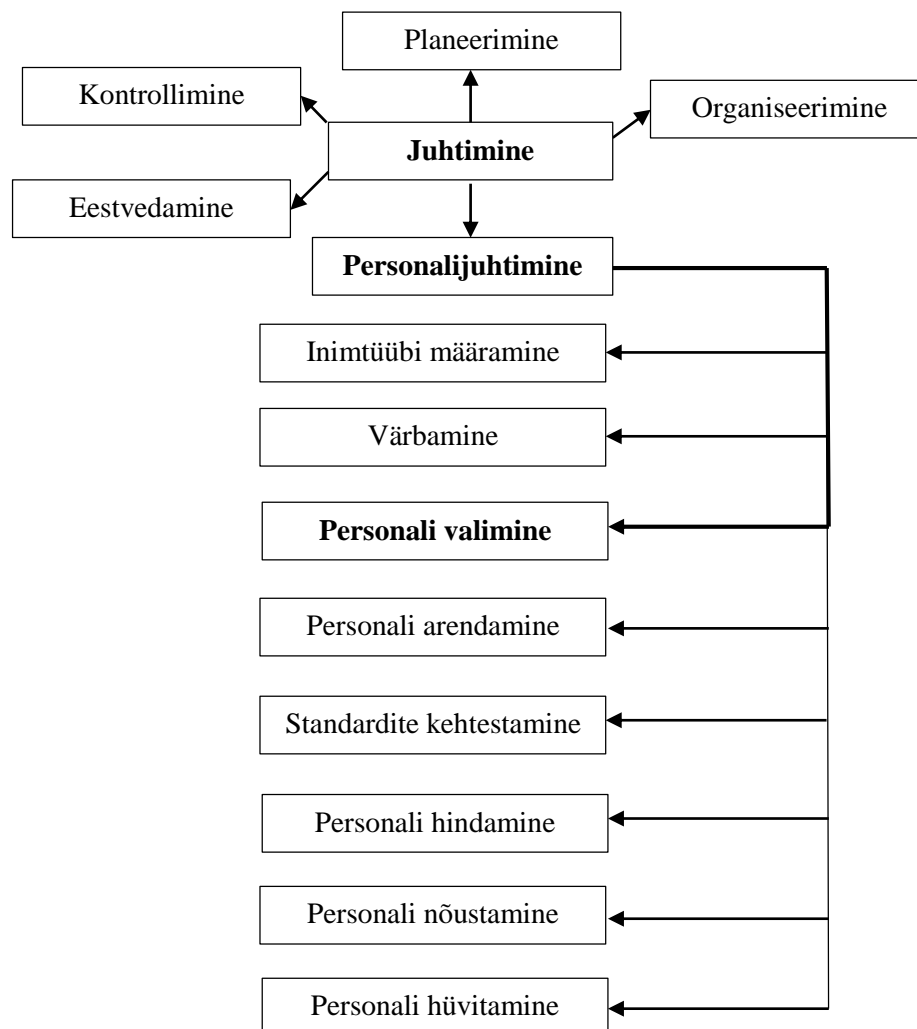 Planeerimine
Kontrollimine
Organiseerimine
Juhtimine
Eestvedamine
Personalijuhtimine
Inimtüübi määramine
Värbamine
Personali valimine
Personali arendamine
Standardite kehtestamine
Personali hindamine
Personali nõustamine
Personali hüvitamine